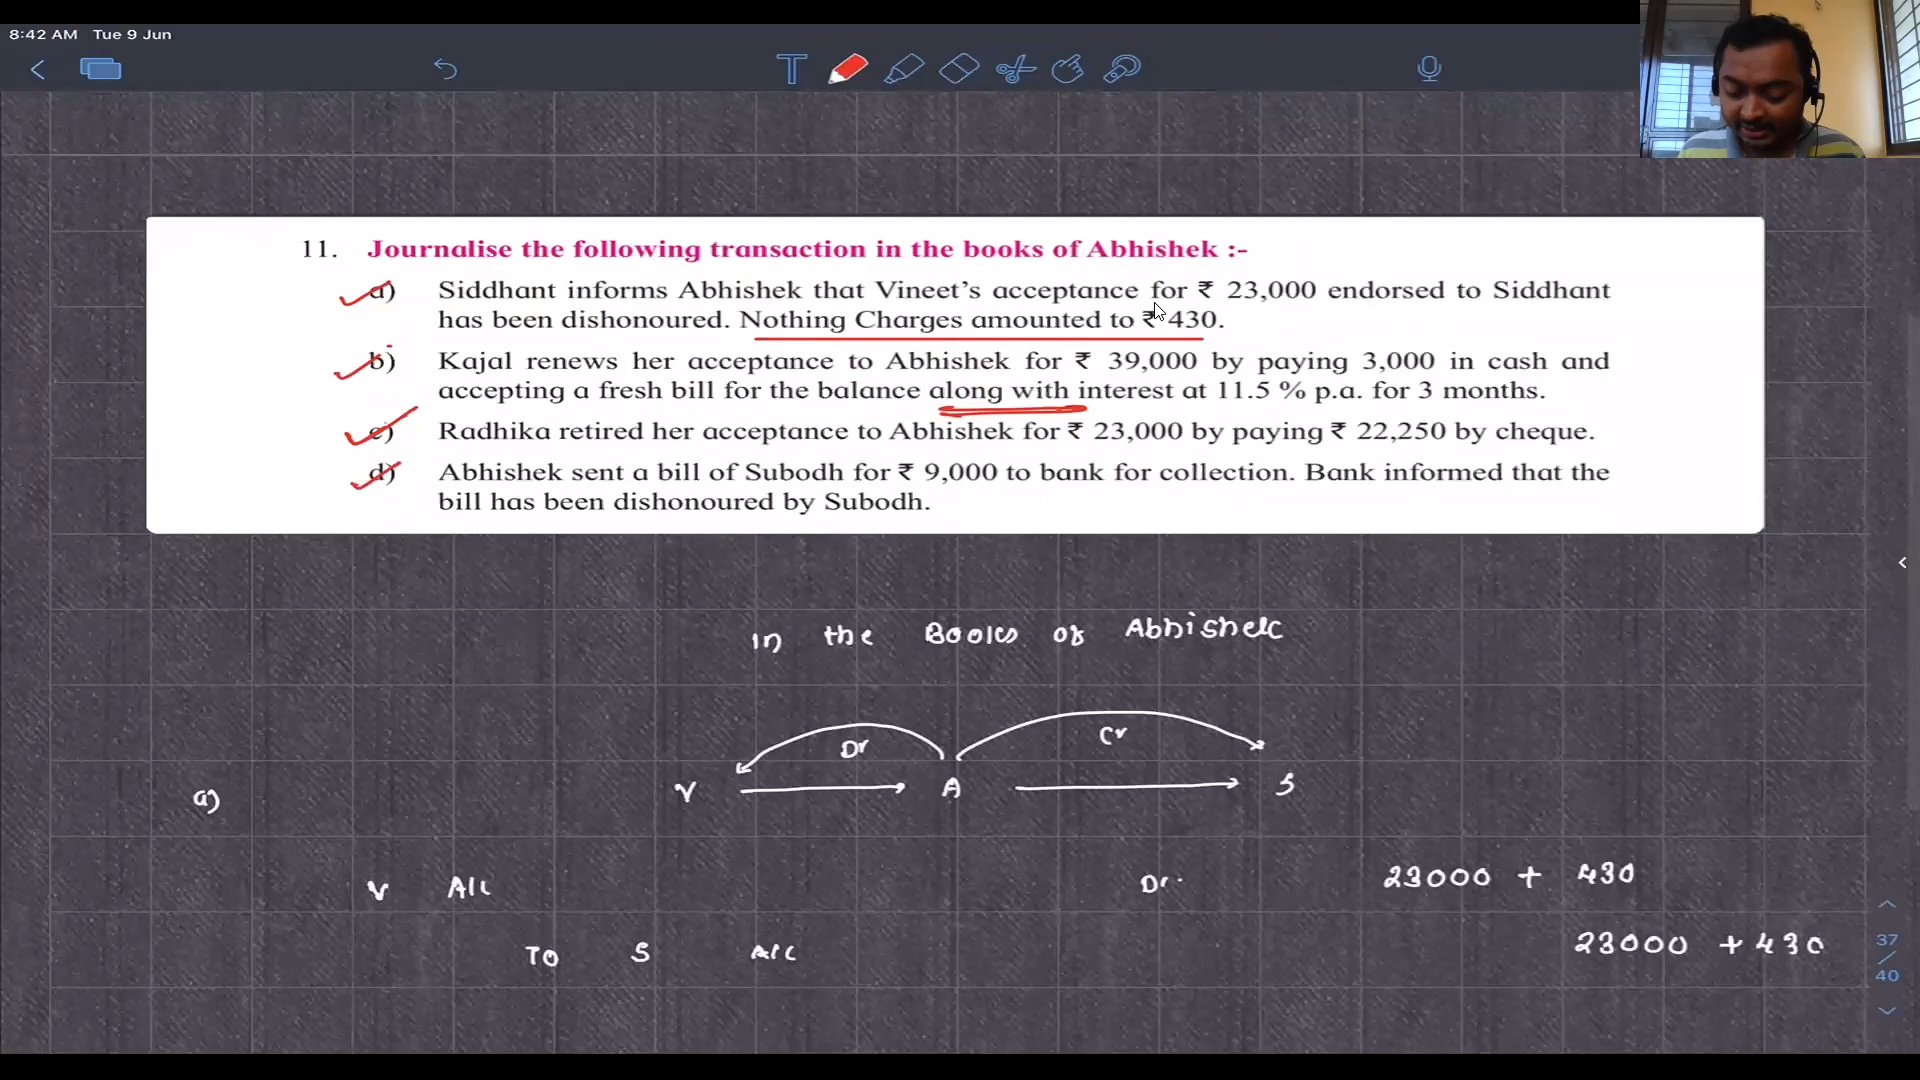 8:42 AM Tue 9 Jun
T
11. Journalise the following transaction in the books of Abhishek :-
a) Siddhant informs Abhishek that Vineet's acceptance for ₹ 23,000 endorsed to Siddhant
has been dishonoured. Nothing Charges amounted to ₹ 430.
b) Kajal renews her acceptance to Abhishek for ₹ 39,000 by paying 3,000 in cash and
accepting a fresh bill for the balance along with interest at 11.5 % p.a. for 3 months.
c) Radhika retired her acceptance to Abhishek for ₹ 23,000 by paying ₹ 22,250 by cheque.
d) Abhishek sent a bill of Subodh for ₹ 9,000 to bank for collection. Bank informed that the
bill has been dishonoured by Subodh.
In the Books of Abhishek
Dr Cr
a) V A S
V A/c Dr. 23000 + 430
To S A/c 23000 + 430
37
/
40